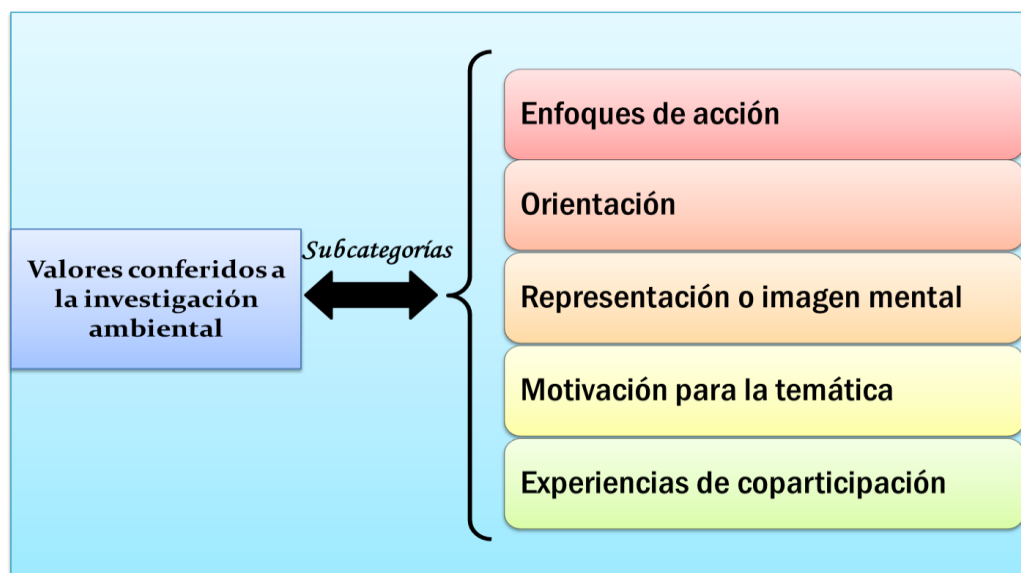 Valores conferidos a
la investigación
ambiental
Subcategorías
Enfoques de acción
Orientación
Representación o imagen mental
Motivación para la temática
Experiencias de coparticipación